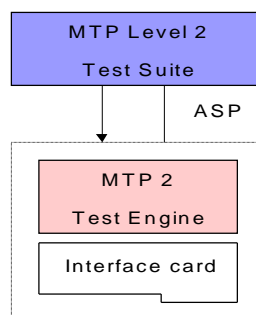 MTP Level 2
Test Suite
ASP
MTP 2
Test Engine
Interface card